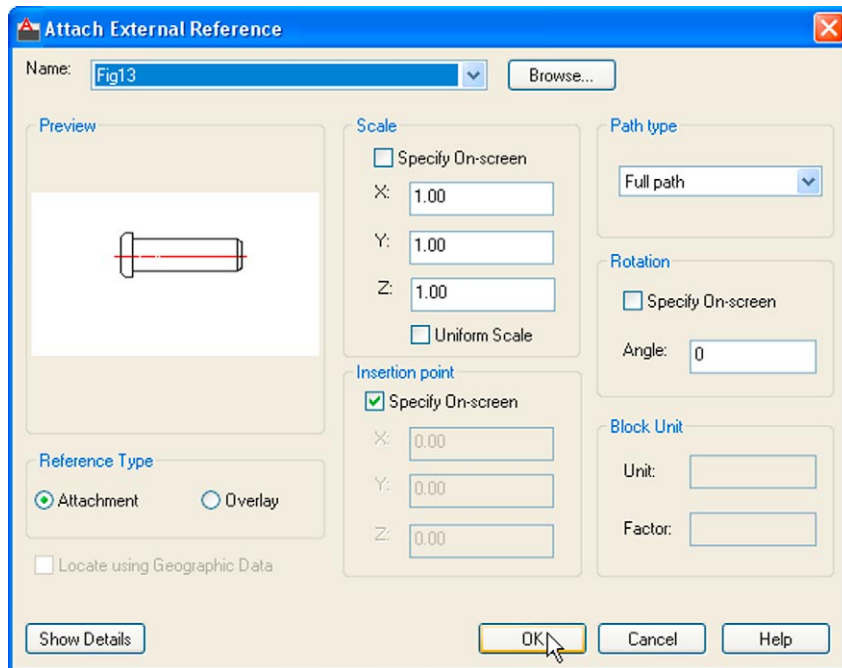 Attach External Reference
Name: Fig13 Browse...
Preview
Scale
Specify On-screen
X: 1.00
Y: 1.00
Z: 1.00
Uniform Scale
Path type
Full path
Rotation
Specify On-screen
Angle: 0
Insertion point
Specify On-screen
X: 0.00
Y: 0.00
Z: 0.00
Block Unit
Unit:
Factor:
Reference Type
Attachment Overlay
Locate using Geographic Data
Show Details OK Cancel Help